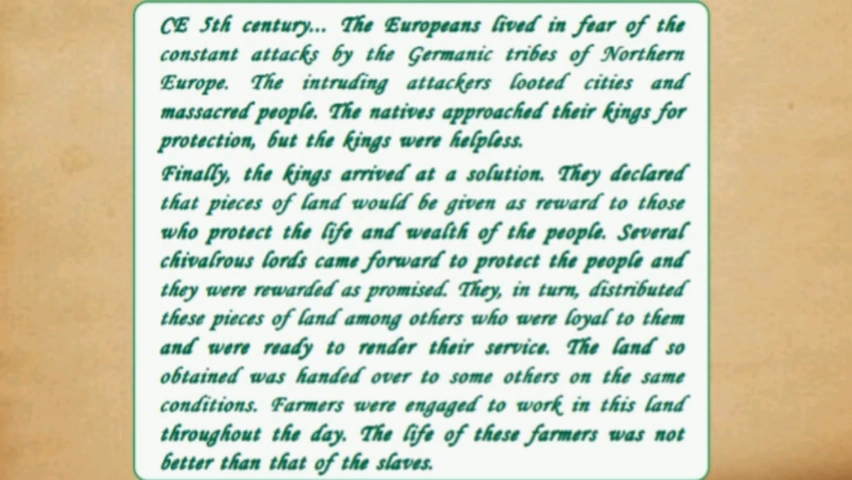 CE 5th century... The Europeans lived in fear of the
constant attacks by the Germanic tribes of Northern
Europe. The intruding attackers looted cities and
massacred people. The natives approached their kings for
protection, but the kings were helpless.
Finally, the kings arrived at a solution. They declared
that pieces of land would be given as reward to those
who protect the life and wealth of the people. Several
chivalrous lords came forward to protect the people and
they were rewarded as promised. They, in turn, distributed
these pieces of land among others who were loyal to them
and were ready to render their service. The land so
obtained was handed over to some others on the same
conditions. Farmers were engaged to work in this land
throughout the day. The life of these farmers was not
better than that of the slaves.